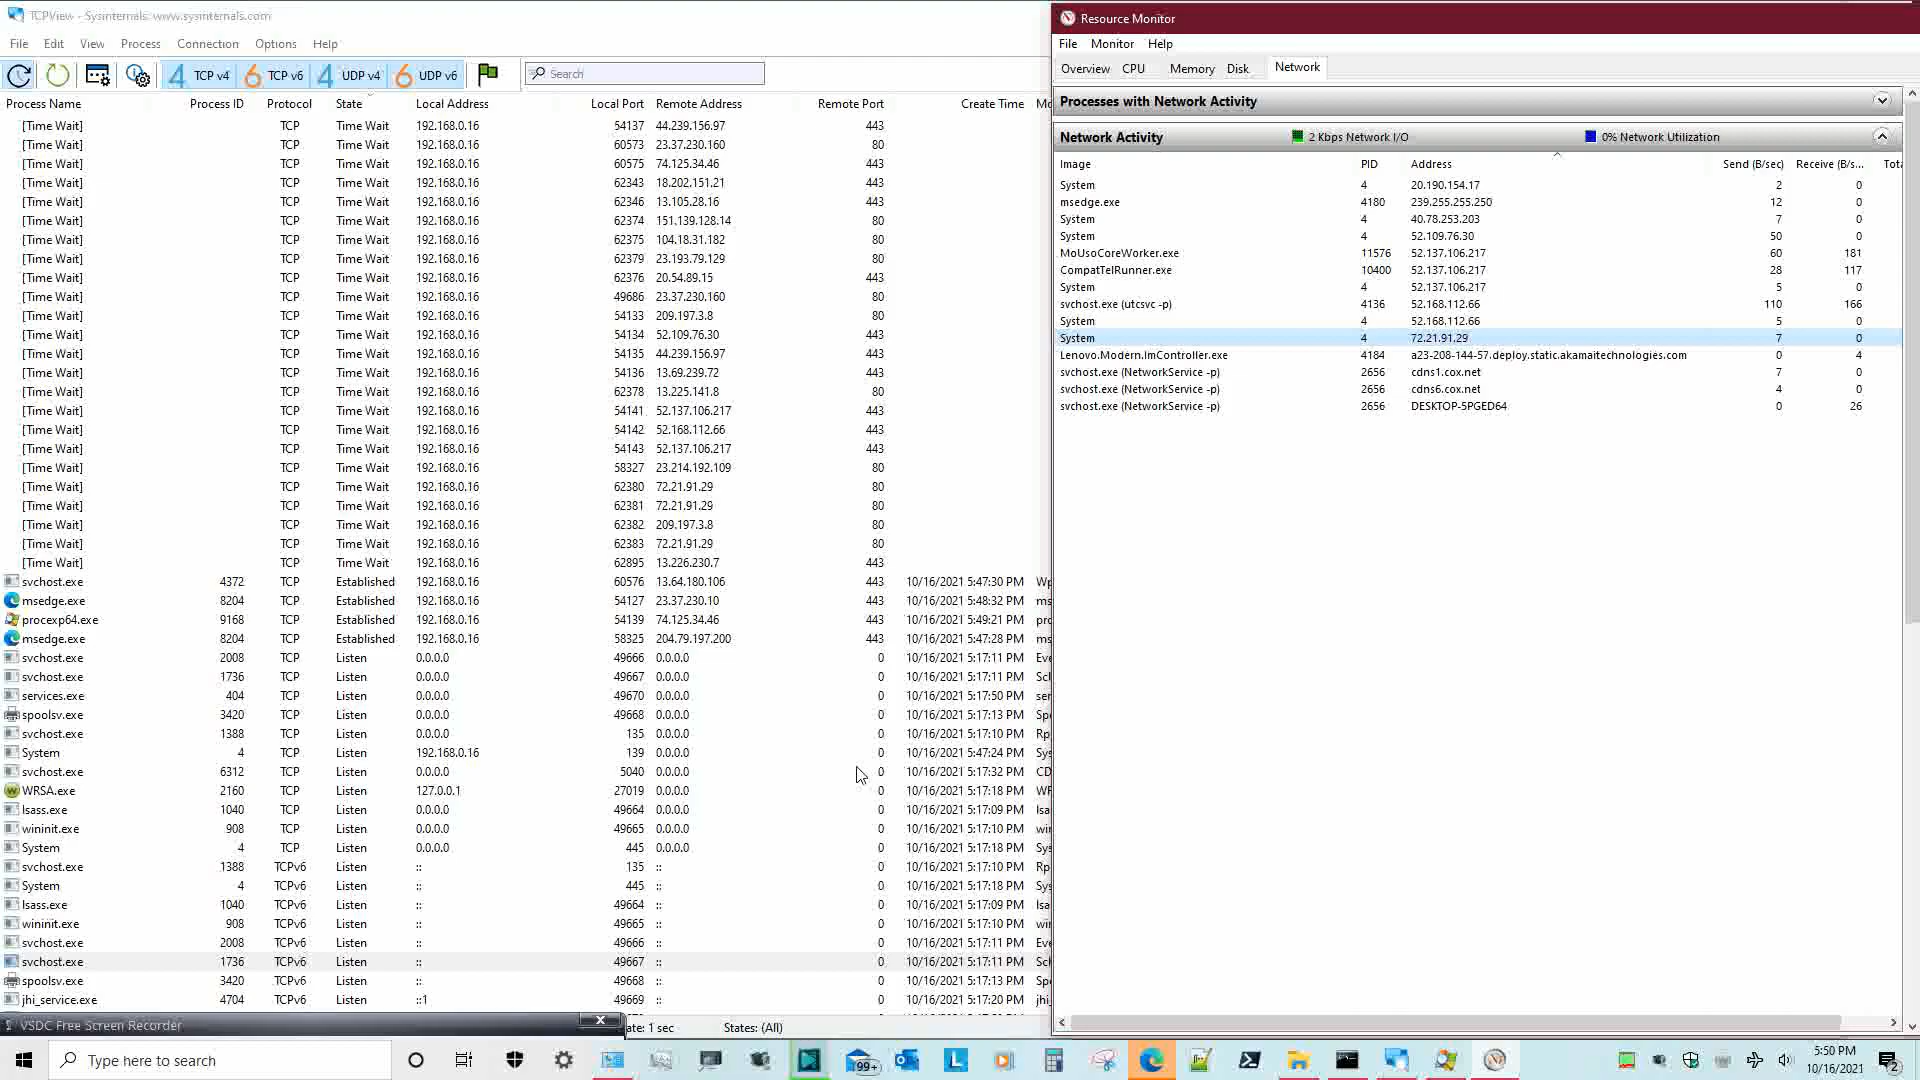 TCPView - Sysinternals: www.sysinternals.com
File Edit View Process Connection Options Help
4 TCP v4 6 TCP v6 4 UDP v4 6 UDP v6 Search
Process Name Process ID Protocol State Local Address Local Port Remote Address Remote Port Create Time Mo
[Time Wait] TCP Time Wait 192.168.0.16 54137 44.239.156.97 443
[Time Wait] TCP Time Wait 192.168.0.16 60573 23.37.230.160 80
[Time Wait] TCP Time Wait 192.168.0.16 60575 74.125.34.46 443
[Time Wait] TCP Time Wait 192.168.0.16 62343 18.202.151.21 443
[Time Wait] TCP Time Wait 192.168.0.16 62346 13.105.28.16 443
[Time Wait] TCP Time Wait 192.168.0.16 62374 151.139.128.14 80
[Time Wait] TCP Time Wait 192.168.0.16 62375 104.18.31.182 80
[Time Wait] TCP Time Wait 192.168.0.16 62379 23.193.79.129 80
[Time Wait] TCP Time Wait 192.168.0.16 62376 20.54.89.15 443
[Time Wait] TCP Time Wait 192.168.0.16 49686 23.37.230.160 80
[Time Wait] TCP Time Wait 192.168.0.16 54133 209.197.3.8 80
[Time Wait] TCP Time Wait 192.168.0.16 54134 52.109.76.30 443
[Time Wait] TCP Time Wait 192.168.0.16 54135 44.239.156.97 443
[Time Wait] TCP Time Wait 192.168.0.16 54136 13.69.239.72 443
[Time Wait] TCP Time Wait 192.168.0.16 62378 13.225.141.8 80
[Time Wait] TCP Time Wait 192.168.0.16 54141 52.137.106.217 443
[Time Wait] TCP Time Wait 192.168.0.16 54142 52.168.112.66 443
[Time Wait] TCP Time Wait 192.168.0.16 54143 52.137.106.217 443
[Time Wait] TCP Time Wait 192.168.0.16 58327 23.214.192.109 80
[Time Wait] TCP Time Wait 192.168.0.16 62380 72.21.91.29 80
[Time Wait] TCP Time Wait 192.168.0.16 62381 72.21.91.29 80
[Time Wait] TCP Time Wait 192.168.0.16 62382 209.197.3.8 80
[Time Wait] TCP Time Wait 192.168.0.16 62383 72.21.91.29 80
[Time Wait] TCP Time Wait 192.168.0.16 62895 13.226.230.7 443
svchost.exe 4372 TCP Established 192.168.0.16 60576 13.64.180.106 443 10/16/2021 5:47:30 PM Wp
msedge.exe 8204 TCP Established 192.168.0.16 54127 23.37.230.10 443 10/16/2021 5:48:32 PM ms
procexp64.exe 9168 TCP Established 192.168.0.16 54139 74.125.34.46 443 10/16/2021 5:49:21 PM pro
msedge.exe 8204 TCP Established 192.168.0.16 58325 204.79.197.200 443 10/16/2021 5:47:28 PM ms
svchost.exe 2008 TCP Listen 0.0.0.0 49666 0.0.0.0 0 10/16/2021 5:17:11 PM Eve
svchost.exe 1736 TCP Listen 0.0.0.0 49667 0.0.0.0 0 10/16/2021 5:17:11 PM Sch
services.exe 404 TCP Listen 0.0.0.0 49670 0.0.0.0 0 10/16/2021 5:17:50 PM ser
spoolsv.exe 3420 TCP Listen 0.0.0.0 49668 0.0.0.0 0 10/16/2021 5:17:13 PM Spo
svchost.exe 1388 TCP Listen 0.0.0.0 135 0.0.0.0 0 10/16/2021 5:17:10 PM Rp
System 4 TCP Listen 192.168.0.16 139 0.0.0.0 0 10/16/2021 5:47:24 PM Sys
svchost.exe 6312 TCP Listen 0.0.0.0 5040 0.0.0.0 0 10/16/2021 5:17:32 PM CD
WRSA.exe 2160 TCP Listen 127.0.0.1 27019 0.0.0.0 0 10/16/2021 5:17:18 PM WR
lsass.exe 1040 TCP Listen 0.0.0.0 49664 0.0.0.0 0 10/16/2021 5:17:09 PM lsa
wininit.exe 908 TCP Listen 0.0.0.0 49665 0.0.0.0 0 10/16/2021 5:17:10 PM wir
System 4 TCP Listen 0.0.0.0 445 0.0.0.0 0 10/16/2021 5:17:18 PM Sys
svchost.exe 1388 TCPv6 Listen :: 135 :: 0 10/16/2021 5:17:10 PM Rp
System 4 TCPv6 Listen :: 445 :: 0 10/16/2021 5:17:18 PM Sys
lsass.exe 1040 TCPv6 Listen :: 49664 :: 0 10/16/2021 5:17:09 PM lsa
wininit.exe 908 TCPv6 Listen :: 49665 :: 0 10/16/2021 5:17:10 PM wir
svchost.exe 2008 TCPv6 Listen :: 49666 :: 0 10/16/2021 5:17:11 PM Eve
svchost.exe 1736 TCPv6 Listen :: 49667 :: 0 10/16/2021 5:17:11 PM Sch
spoolsv.exe 3420 TCPv6 Listen :: 49668 :: 0 10/16/2021 5:17:13 PM Spo
jhi_service.exe 4704 TCPv6 Listen ::1 49669 :: 0 10/16/2021 5:17:20 PM jhi_
VSDC Free Screen Recorder
ate: 1 sec States: (All)
Resource Monitor
File Monitor Help
Overview CPU Memory Disk Network
Processes with Network Activity
Network Activity 2 Kbps Network I/O 0% Network Utilization
Image PID Address Send (B/sec) Receive (B/s... Tota
System 4 20.190.154.17 2 0
msedge.exe 4180 239.255.255.250 12 0
System 4 40.78.253.203 7 0
System 4 52.109.76.30 50 0
MoUsoCoreWorker.exe 11576 52.137.106.217 60 181
CompatTelRunner.exe 10400 52.137.106.217 28 117
System 4 52.137.106.217 5 0
svchost.exe (utcsvc -p) 4136 52.168.112.66 110 166
System 4 52.168.112.66 5 0
System 4 72.21.91.29 7 0
Lenovo.Modern.ImController.exe 4184 a23-208-144-57.deploy.static.akamaitechnologies.com 0 4
svchost.exe (NetworkService -p) 2656 cdns1.cox.net 7 0
svchost.exe (NetworkService -p) 2656 cdns6.cox.net 4 0
svchost.exe (NetworkService -p) 2656 DESKTOP-5PGED64 0 26
Type here to search
99+
L
5:50 PM
10/16/2021
2